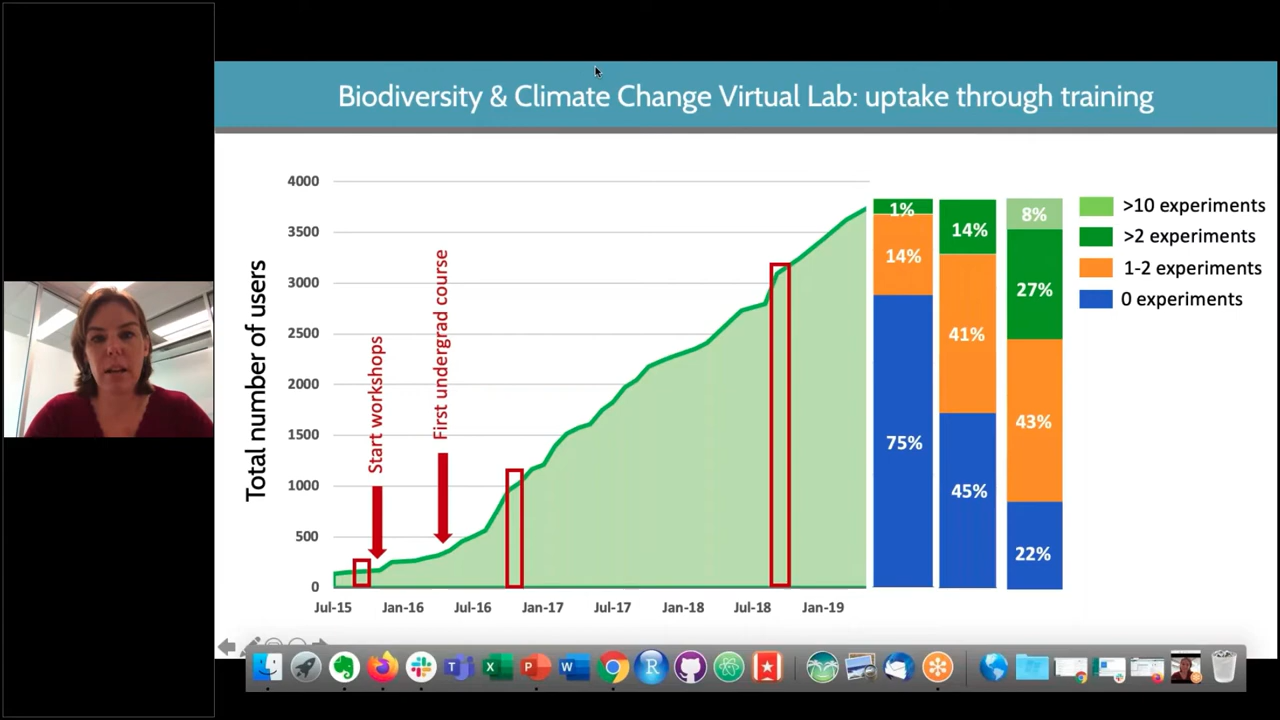 Biodiversity & Climate Change Virtual Lab: uptake through training
Total number of users
4000
3500
3000
2500
2000
1500
1000
500
0
Start workshops
First undergrad course
Jul-15
Jan-16
Jul-16
Jan-17
Jul-17
Jan-18
Jul-18
Jan-19
1%
14%
75%
14%
41%
45%
8%
27%
43%
22%
>10 experiments
>2 experiments
1-2 experiments
0 experiments
X
P
W
R